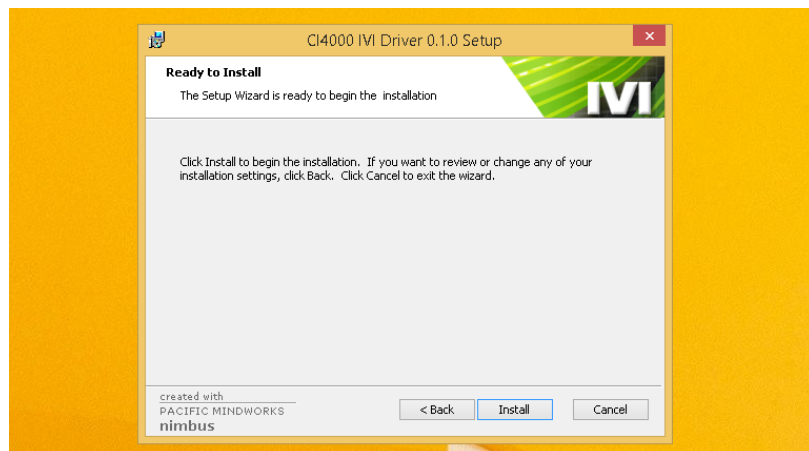 CI4000 IVI Driver 0.1.0 Setup
Ready to Install
The Setup Wizard is ready to begin the installation
IVI
Click Install to begin the installation. If you want to review or change any of your
installation settings, click Back. Click Cancel to exit the wizard.
created with
PACIFIC MINDWORKS
nimbus
< Back Install Cancel